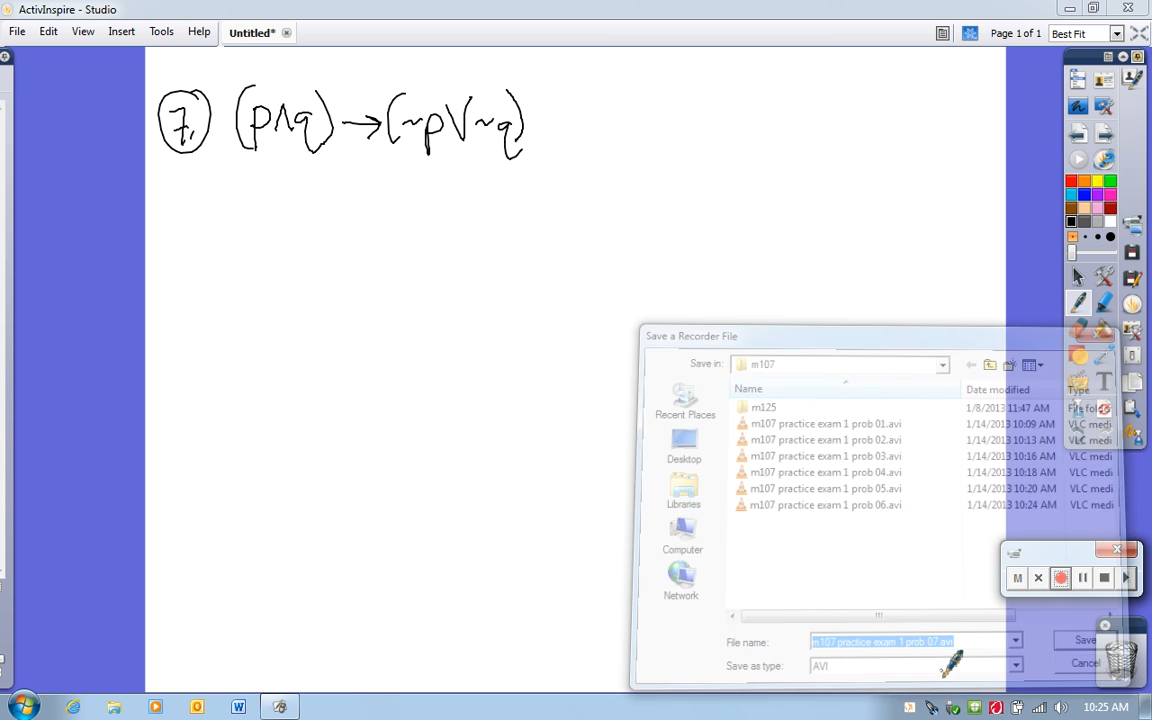 ActivInspire - Studio
File Edit View Insert Tools Help Untitled* Page 1 of 1 Best Fit
7. (p∧q) → (~p∨~q)
Save a Recorder File
Save in: m107
Name Date modified Type
Recent Places
m125 1/8/2013 11:47 AM File fold
m107 practice exam 1 prob 01.avi 1/14/2013 10:09 AM VLC medi
m107 practice exam 1 prob 02.avi 1/14/2013 10:13 AM VLC medi
Desktop
m107 practice exam 1 prob 03.avi 1/14/2013 10:16 AM VLC medi
m107 practice exam 1 prob 04.avi 1/14/2013 10:18 AM VLC medi
m107 practice exam 1 prob 05.avi 1/14/2013 10:20 AM VLC medi
Libraries
m107 practice exam 1 prob 06.avi 1/14/2013 10:24 AM VLC medi
Computer
M
Network
File name: m107 practice exam 1 prob 07.avi Save
Save as type: AVI Cancel
10:25 AM